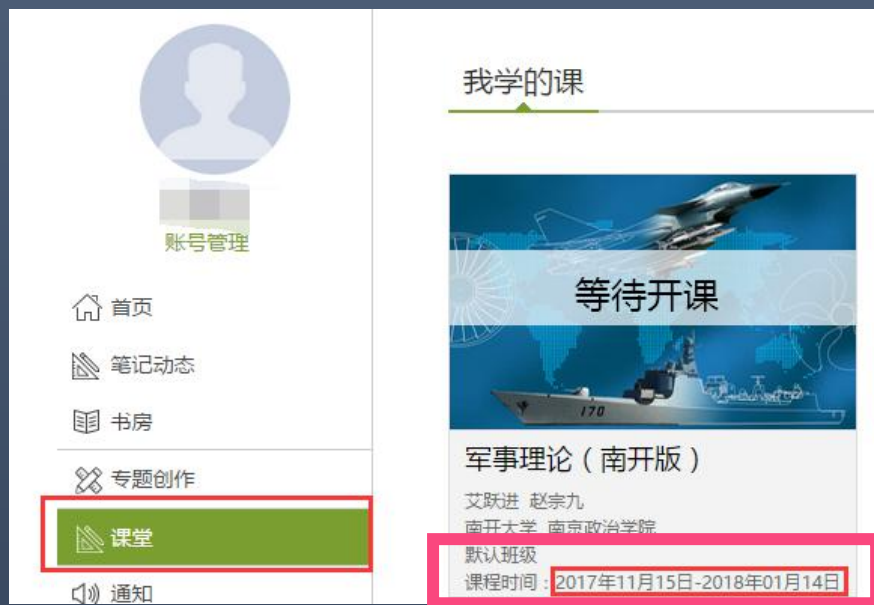 账号管理
首页
笔记动态
书房
专题创作
课堂
通知
我学的课
等待开课
170
军事理论（南开版）
艾跃进 赵宗九
南开大学 南京政治学院
默认班级
课程时间：2017年11月15日-2018年01月14日